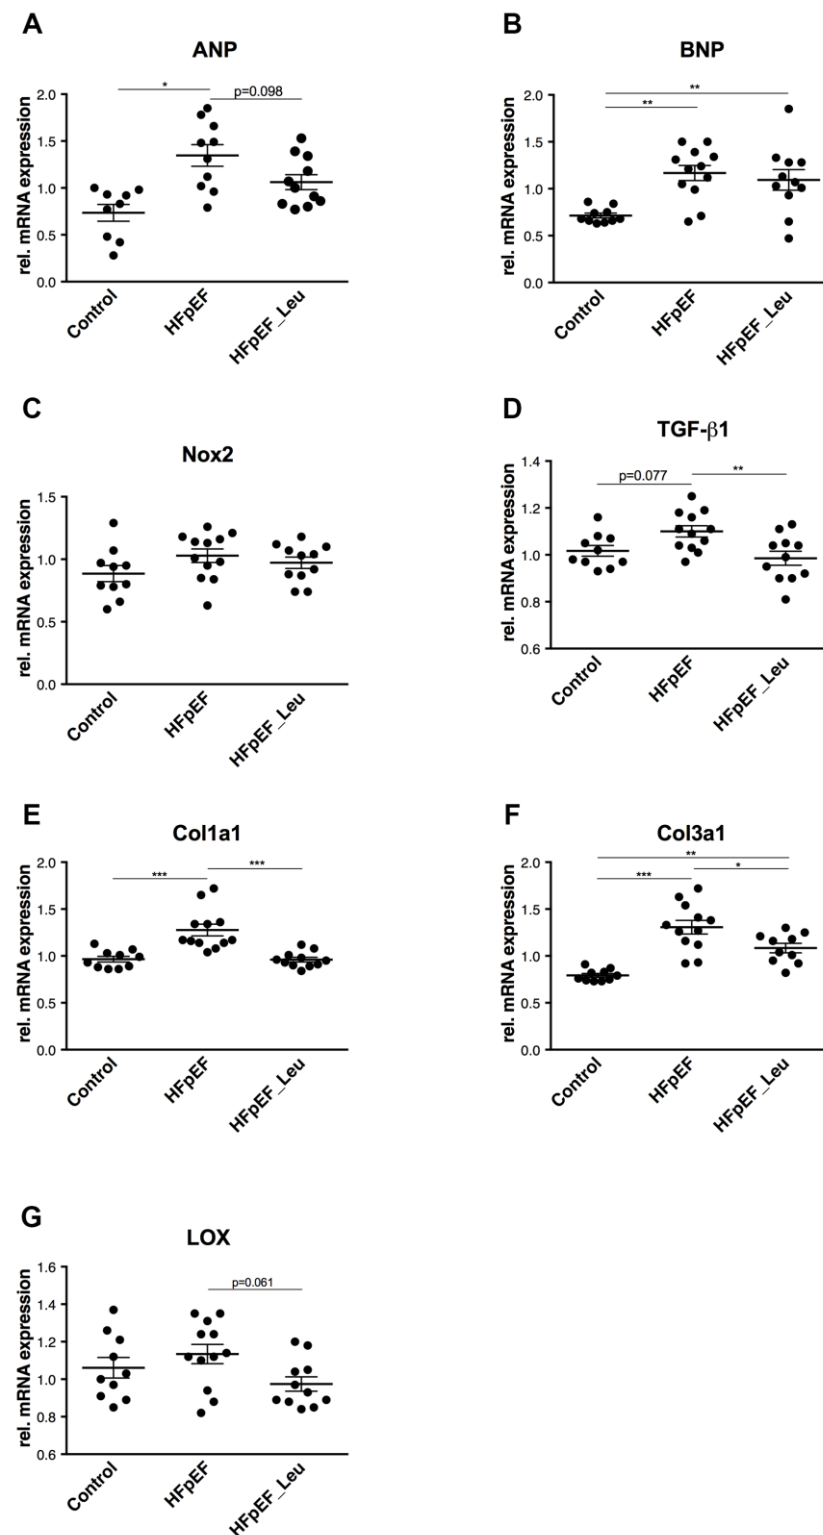 A
ANP
*
p=0.098
rel. mRNA expression
2.0
1.5
1.0
0.5
0.0
Control
HFpEF
HFpEF_Leu
B
BNP
**
**
rel. mRNA expression
2.0
1.5
1.0
0.5
0.0
Control
HFpEF
HFpEF_Leu
C
Nox2
rel. mRNA expression
1.5
1.0
0.5
0.0
Control
HFpEF
HFpEF_Leu
D
TGF-β1
p=0.077
**
rel. mRNA expression
1.4
1.2
1.0
0.8
0.6
Control
HFpEF
HFpEF_Leu
E
Col1a1
***
***
rel. mRNA expression
2.0
1.5
1.0
0.5
0.0
Control
HFpEF
HFpEF_Leu
F
Col3a1
**
***
*
rel. mRNA expression
2.0
1.5
1.0
0.5
0.0
Control
HFpEF
HFpEF_Leu
G
LOX
p=0.061
rel. mRNA expression
1.6
1.4
1.2
1.0
0.8
0.6
Control
HFpEF
HFpEF_Leu